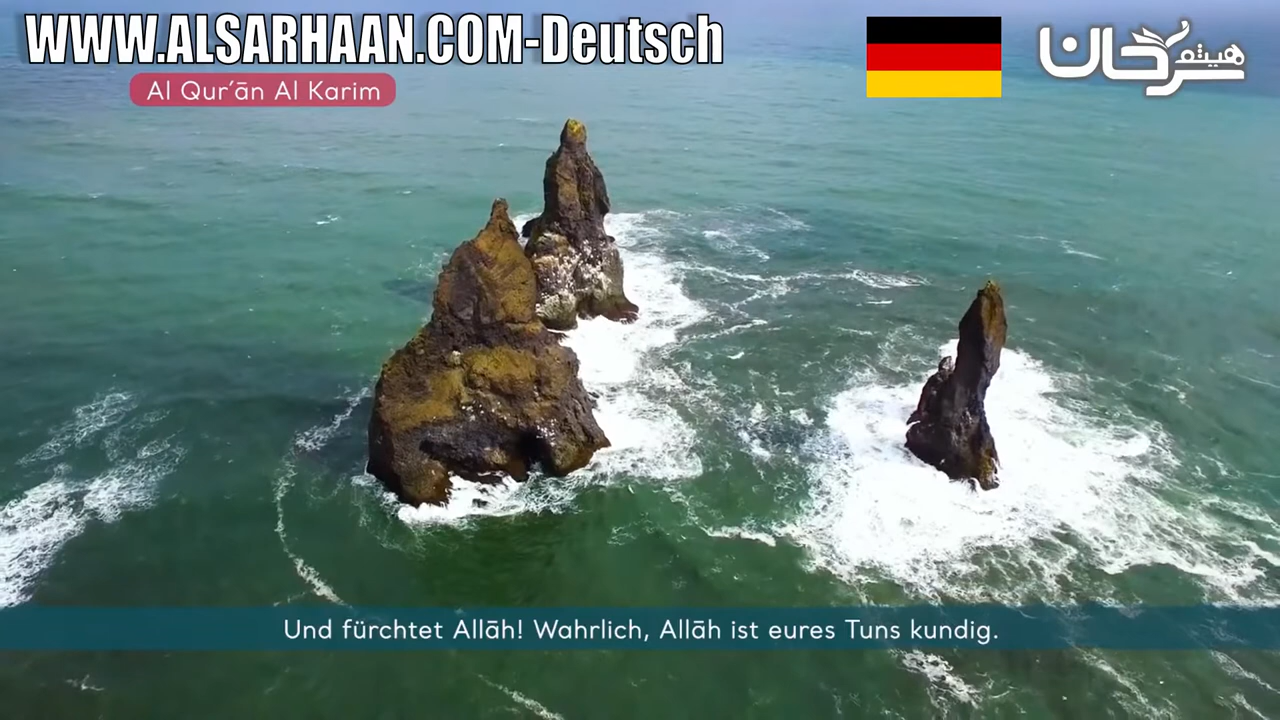 WWW.ALSARHAAN.COM-Deutsch
هيثم سرحان
Al Qur’ān Al Karim
Und fürchtet Allāh! Wahrlich, Allāh ist eures Tuns kundig.